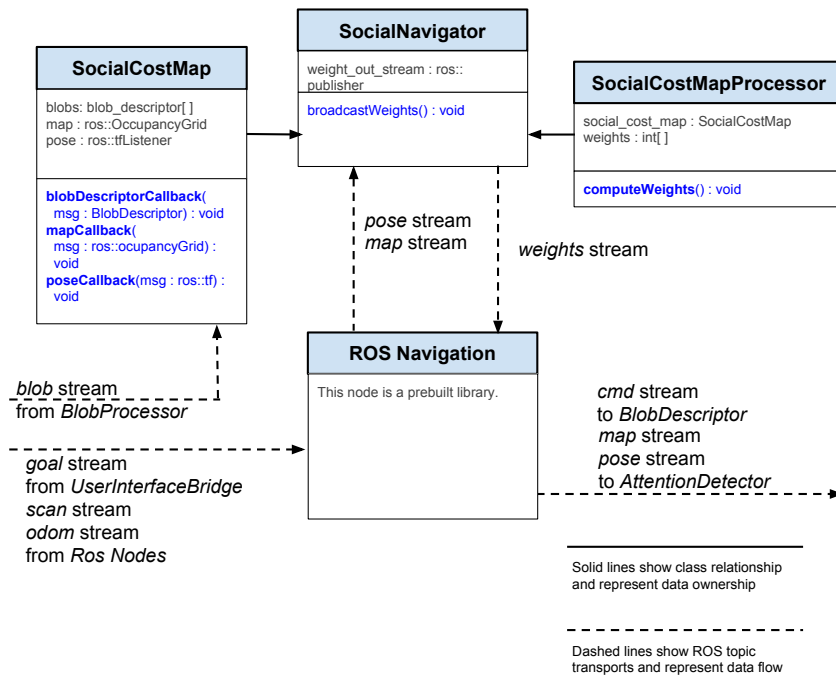 SocialCostMap
blobs: blob_descriptor[ ]
map : ros::OccupancyGrid
pose : ros::tfListener
blobDescriptorCallback(
msg : BlobDescriptor) : void
mapCallback(
msg : ros::ocupancyGrid) :
void
poseCallback(msg : ros::tf) :
void
SocialNavigator
weight_out_stream : ros::
publisher
broadcastWeights() : void
SocialCostMapProcessor
social_cost_map : SocialCostMap
weights : int[ ]
computeWeights() : void
pose stream
map stream
weights stream
ROS Navigation
This node is a prebuilt library.
blob stream
from BlobProcessor
goal stream
from UserInterfaceBridge
scan stream
odom stream
from Ros Nodes
cmd stream
to BlobDescriptor
map stream
pose stream
to AttentionDetector
Solid lines show class relationship
and represent data ownership
Dashed lines show ROS topic
transports and represent data flow